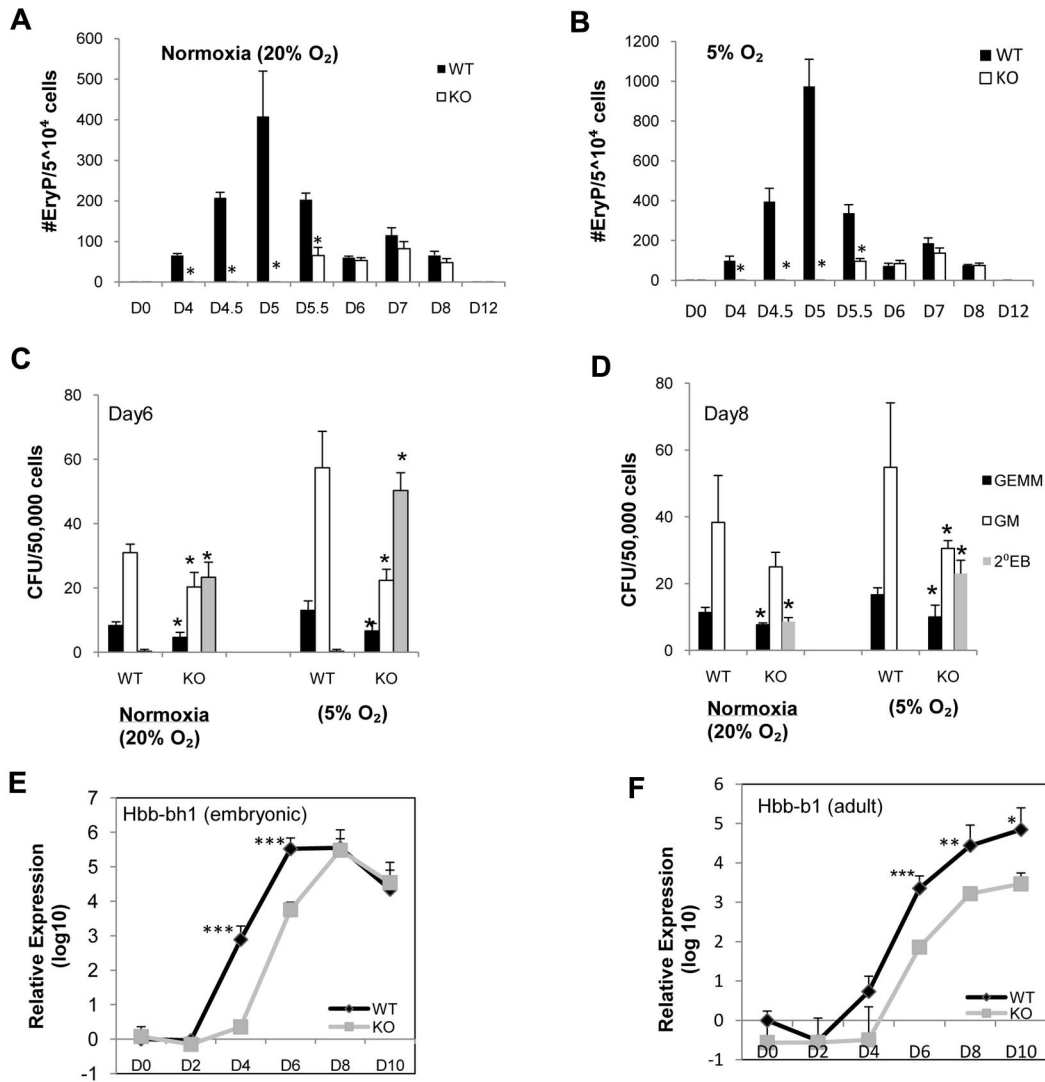 A
Normoxia (20% O₂)
WT
KO
#EryP/5^10⁴ cells
600
500
400
300
200
100
0
* * * *
D0 D4 D4.5 D5 D5.5 D6 D7 D8 D12
B
5% O₂
WT
KO
#EryP/5^10⁴ cells
1200
1000
800
600
400
200
0
* * * *
D0 D4 D4.5 D5 D5.5 D6 D7 D8 D12
C
Day6
CFU/50,000 cells
80
60
40
20
0
* * * * * *
WT KO WT KO
Normoxia
(20% O₂)
(5% O₂)
D
Day8
CFU/50,000 cells
80
60
40
20
0
* * * * *
GEMM
GM
2⁰EB
WT KO WT KO
Normoxia
(20% O₂)
(5% O₂)
E
Hbb-bh1 (embryonic)
Relative Expression
(log10)
7
6
5
4
3
2
1
0
-1
***
***
WT
KO
D0 D2 D4 D6 D8 D10
F
Hbb-b1 (adult)
Relative Expression
(log 10)
6
5
4
3
2
1
0
-1
***
**
*
WT
KO
D0 D2 D4 D6 D8 D10